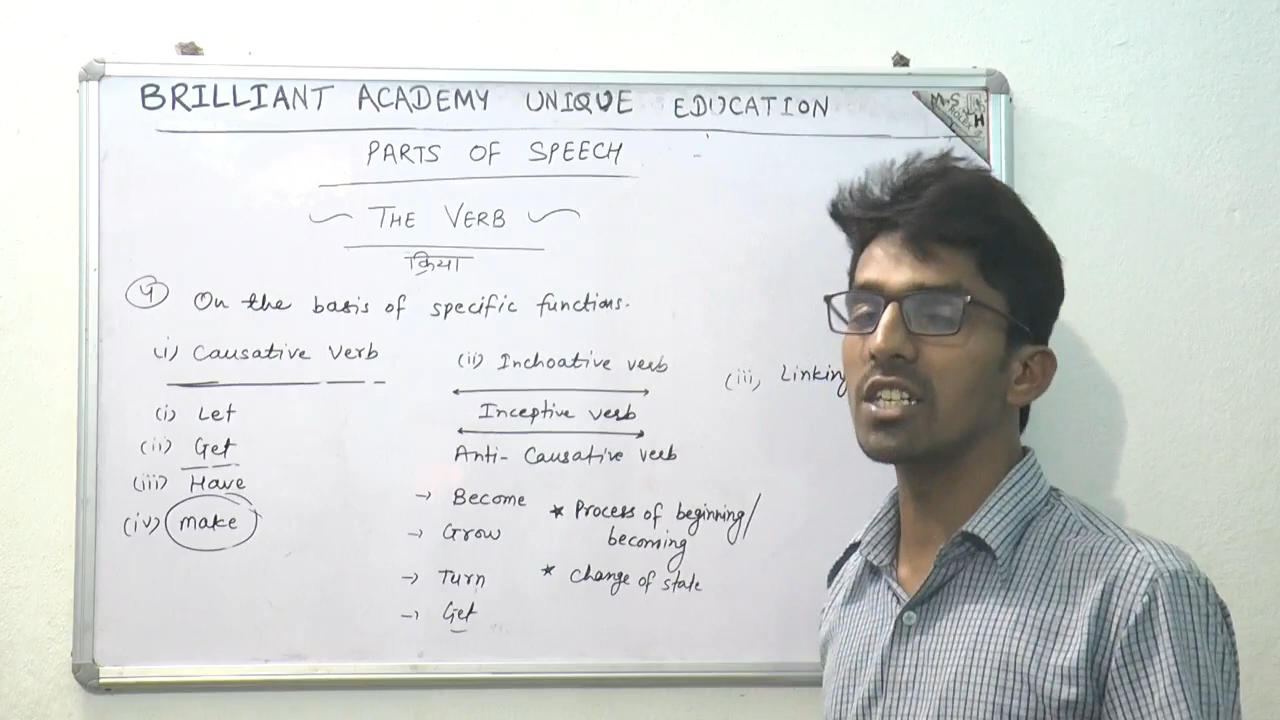 BRILLIANT ACADEMY UNIQUE EDUCATION
PARTS OF SPEECH
THE VERB
क्रिया
On the basis of specific functions.
(i) Causative Verb
(i) Let
(ii) Get
(iii) Have
(iv) make
(ii) Inchoative verb
Inceptive verb
Anti- Causative verb
→ Become
→ Grow
→ Turn
→ Get
* Process of beginning/
becoming
* Change of state
(iii) Linking
M.S